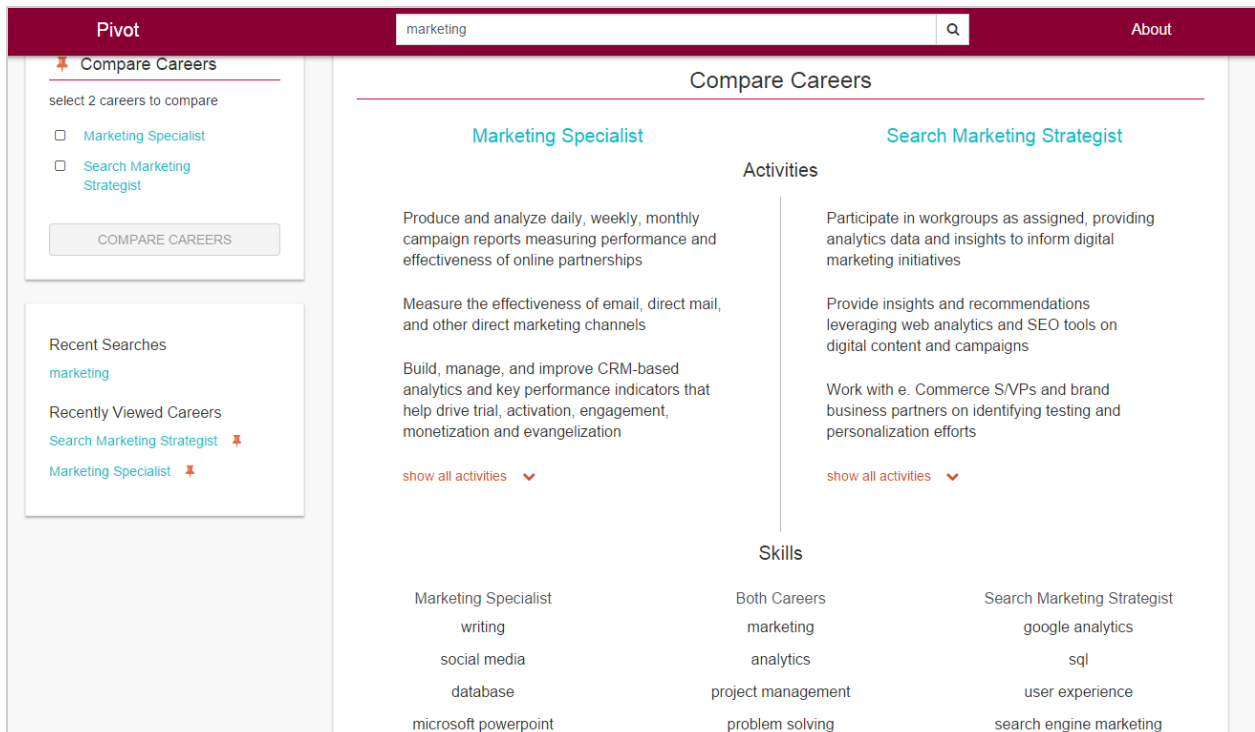 Pivot
marketing
About
Compare Careers
select 2 careers to compare
Marketing Specialist
Search Marketing
Strategist
COMPARE CAREERS
Recent Searches
marketing
Recently Viewed Careers
Search Marketing Strategist
Marketing Specialist
Compare Careers
Marketing Specialist
Search Marketing Strategist
Activities
Produce and analyze daily, weekly, monthly
campaign reports measuring performance and
effectiveness of online partnerships
Measure the effectiveness of email, direct mail,
and other direct marketing channels
Build, manage, and improve CRM-based
analytics and key performance indicators that
help drive trial, activation, engagement,
monetization and evangelization
show all activities
Participate in workgroups as assigned, providing
analytics data and insights to inform digital
marketing initiatives
Provide insights and recommendations
leveraging web analytics and SEO tools on
digital content and campaigns
Work with e. Commerce S/VPs and brand
business partners on identifying testing and
personalization efforts
show all activities
Skills
Marketing Specialist
writing
social media
database
microsoft powerpoint
Both Careers
marketing
analytics
project management
problem solving
Search Marketing Strategist
google analytics
sql
user experience
search engine marketing